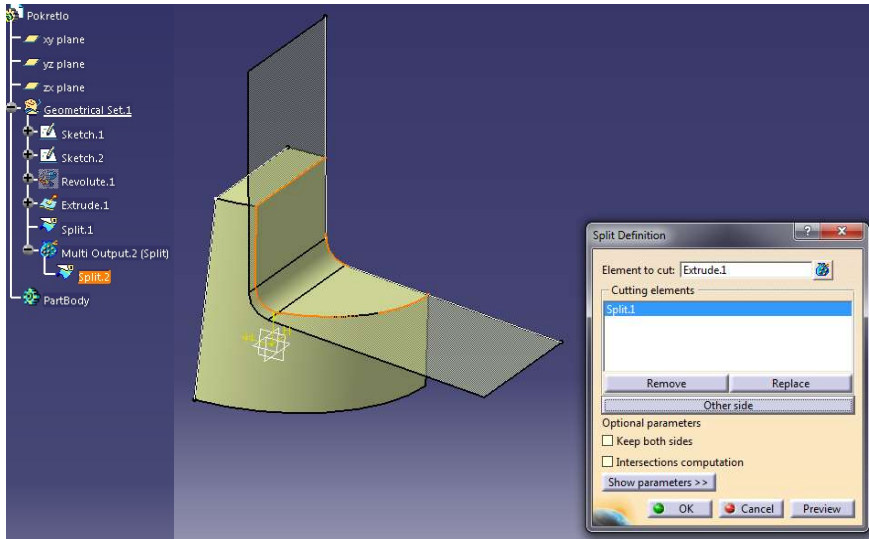 Pokretlo
xy plane
yz plane
zx plane
Geometrical Set.1
Sketch.1
Sketch.2
Revolute.1
Extrude.1
Split.1
Multi Output.2 (Split)
Split.2
PartBody
Split Definition
Element to cut: Extrude.1
Cutting elements
Split.1
Remove Replace
Other side
Optional parameters
Keep both sides
Intersections computation
Show parameters >>
OK Cancel Preview